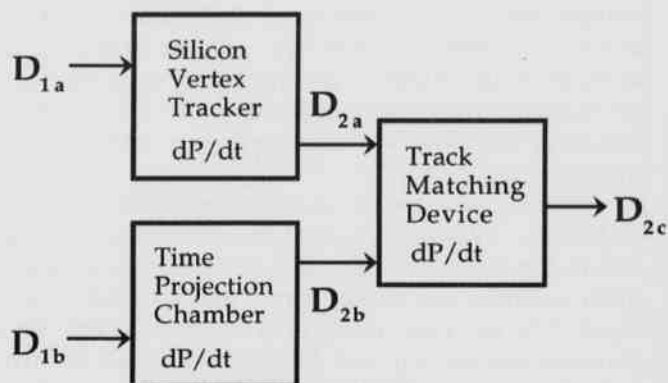 D1a
Silicon
Vertex
Tracker
dP/dt
D2a
Track
Matching
Device
dP/dt
D2c
Time
Projection
Chamber
dP/dt
D2b
D1b